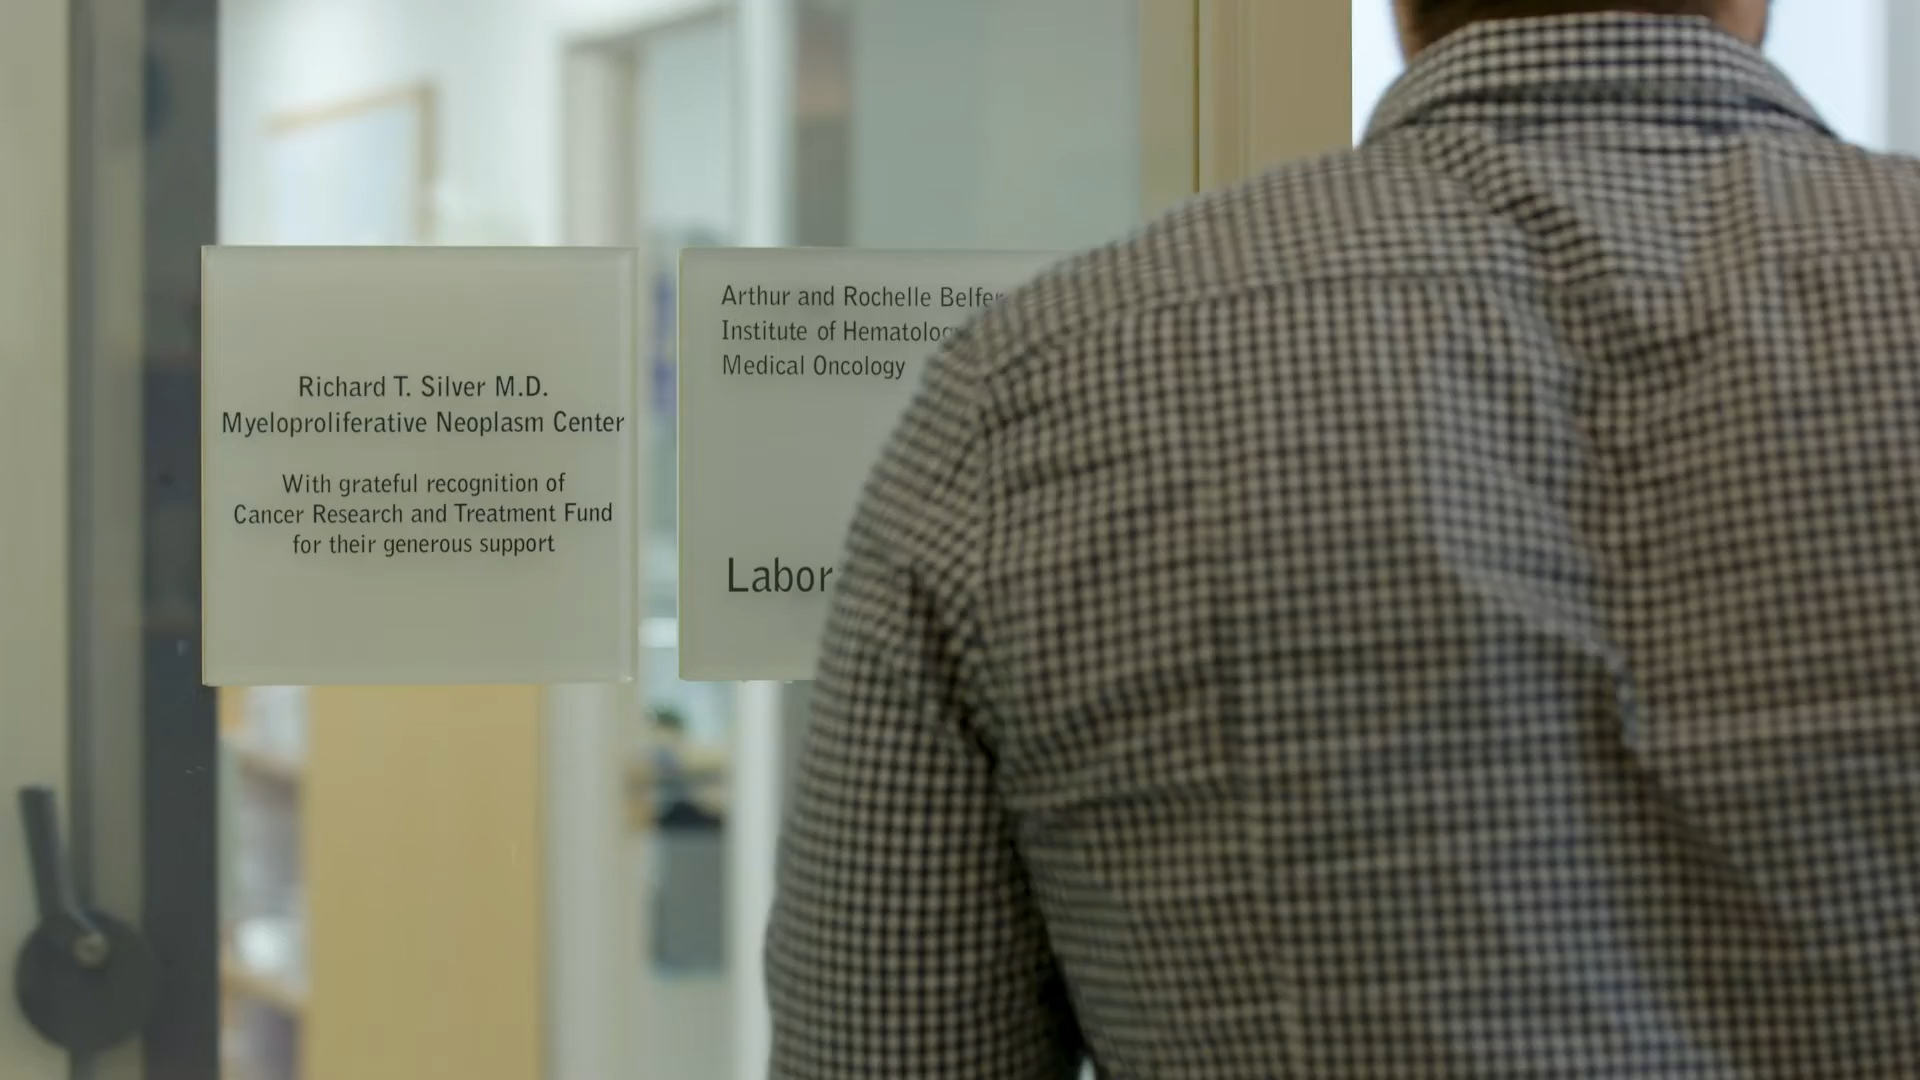 Richard T. Silver M.D.
Myeloproliferative Neoplasm Center
With grateful recognition of
Cancer Research and Treatment Fund
for their generous support
Arthur and Rochelle Belfer
Institute of
Medical Oncology